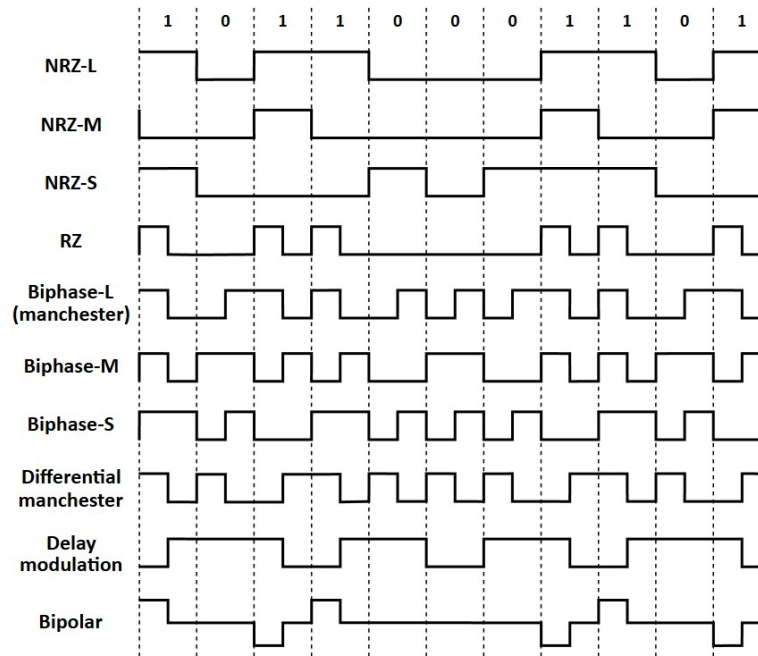 1 0 1 1 0 0 0 1 1 0 1
NRZ-L
NRZ-M
NRZ-S
RZ
Biphase-L
(manchester)
Biphase-M
Biphase-S
Differential
manchester
Delay
modulation
Bipolar